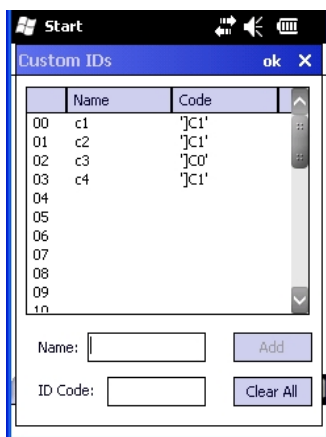 Start
Custom IDs ok X
Name Code
00 c1 ']C1'
01 c2 ']C1'
02 c3 ']C0'
03 c4 ']C1'
04
05
06
07
08
09
10
Name: Add
ID Code: Clear All